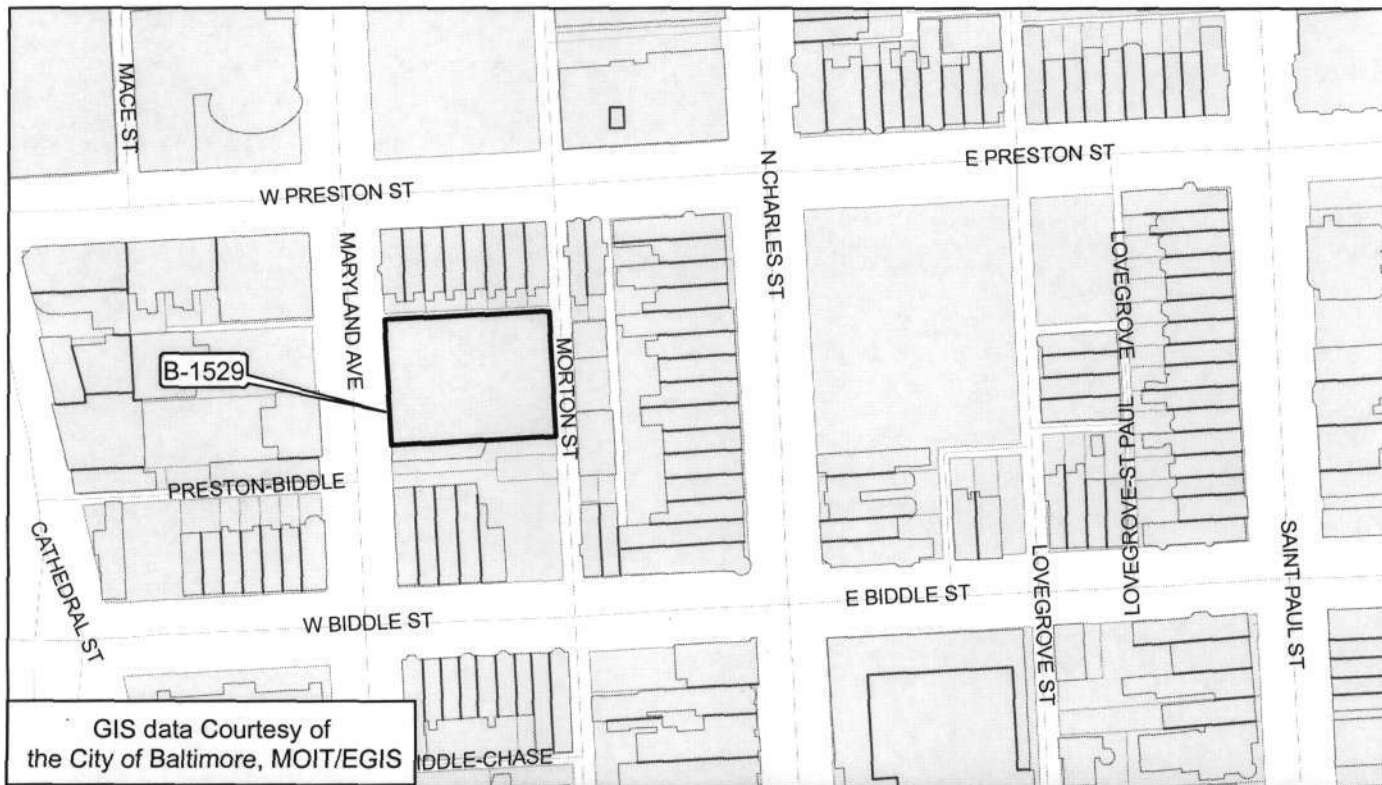 MACE ST
W PRESTON ST
E PRESTON ST
N CHARLES ST
MARYLAND AVE
B-1529
MORTON ST
LOVEGROVE-ST PAUL
LOVEGROVE AVE
PRESTON-BIDDLE
CATHEDRAL ST
W BIDDLE ST
E BIDDLE ST
LOVEGROVE ST
SAINT PAUL ST
GIS data Courtesy of
the City of Baltimore, MOIT/EGIS
IDDLE-CHASE